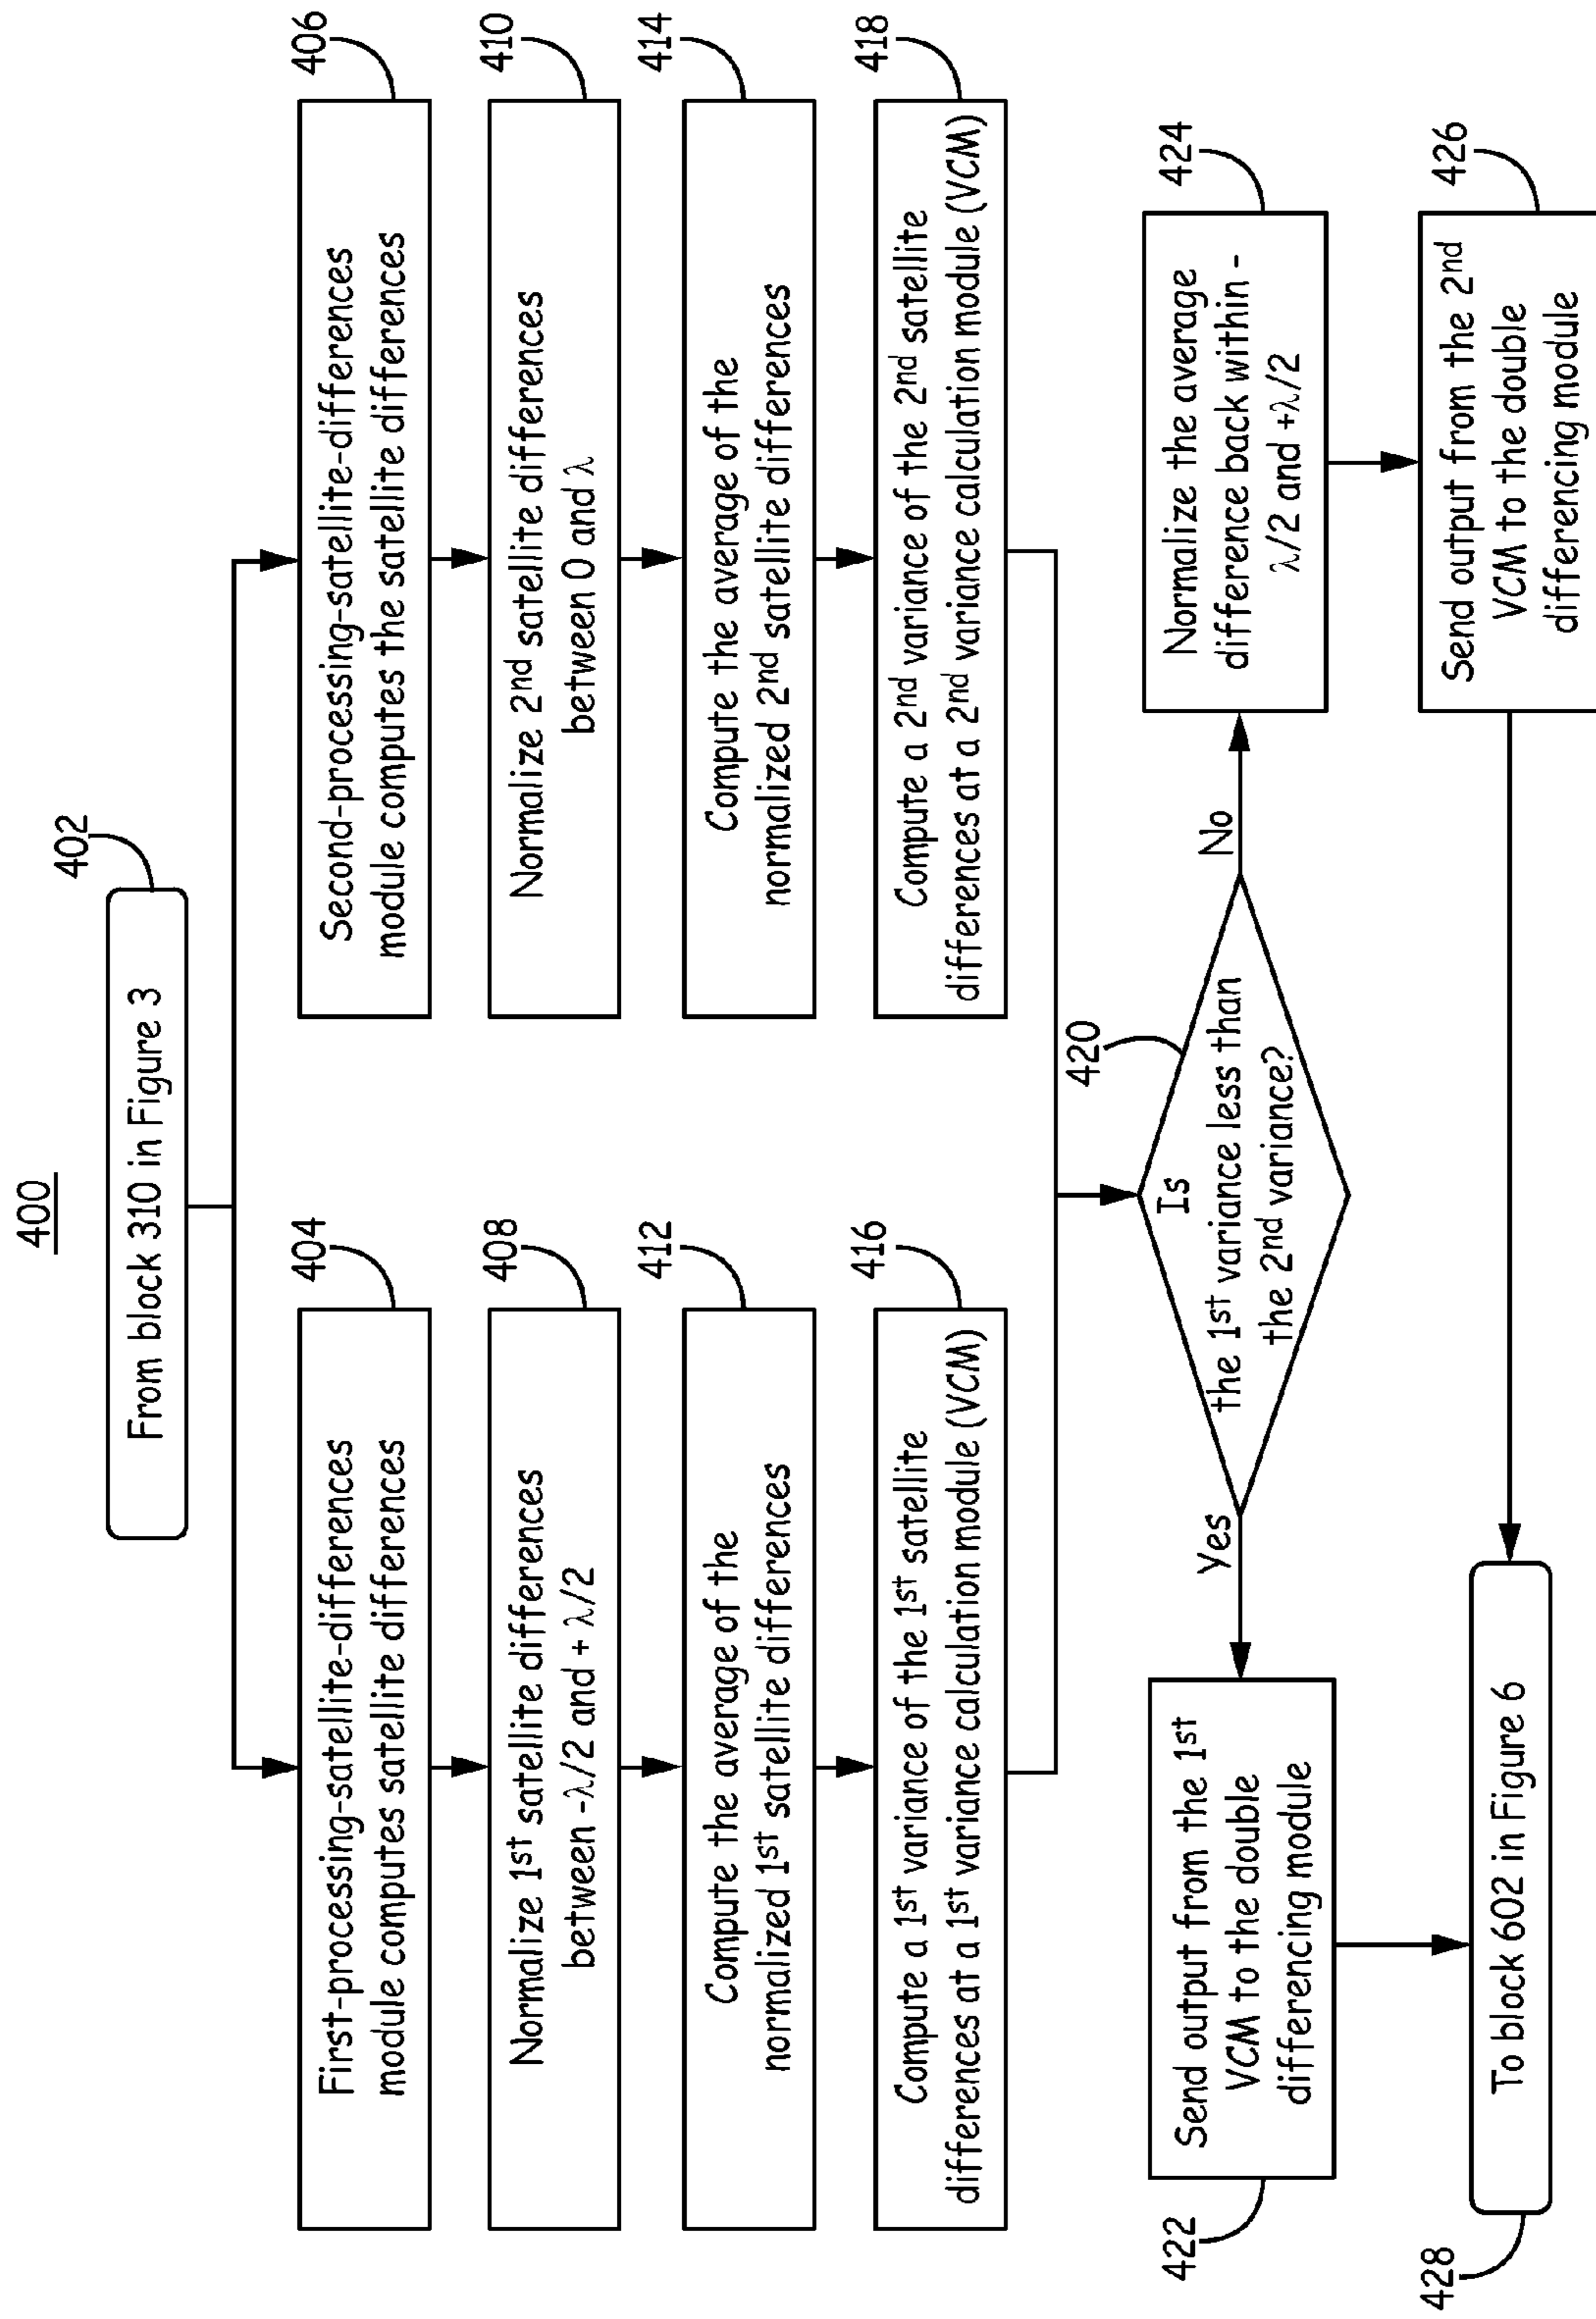 400
402
From block 310 in Figure 3
404
First-processing-satellite-differences
module computes satellite differences
406
Second-processing-satellite-differences
module computes the satellite differences
408
Normalize 1st satellite differences
between -λ/2 and + λ/2
410
Normalize 2nd satellite differences
between 0 and λ
412
Compute the average of the
normalized 1st satellite differences
414
Compute the average of the
normalized 2nd satellite differences
416
Compute a 1st variance of the 1st satellite
differences at a 1st variance calculation module (VCM)
418
Compute a 2nd variance of the 2nd satellite
differences at a 2nd variance calculation module (VCM)
420
Is
the 1st variance less than
the 2nd variance?
Yes
No
422
Send output from the 1st
VCM to the double
differencing module
424
Normalize the average
difference back within -
λ/2 and +λ/2
426
Send output from the 2nd
VCM to the double
differencing module
428
To block 602 in Figure 6